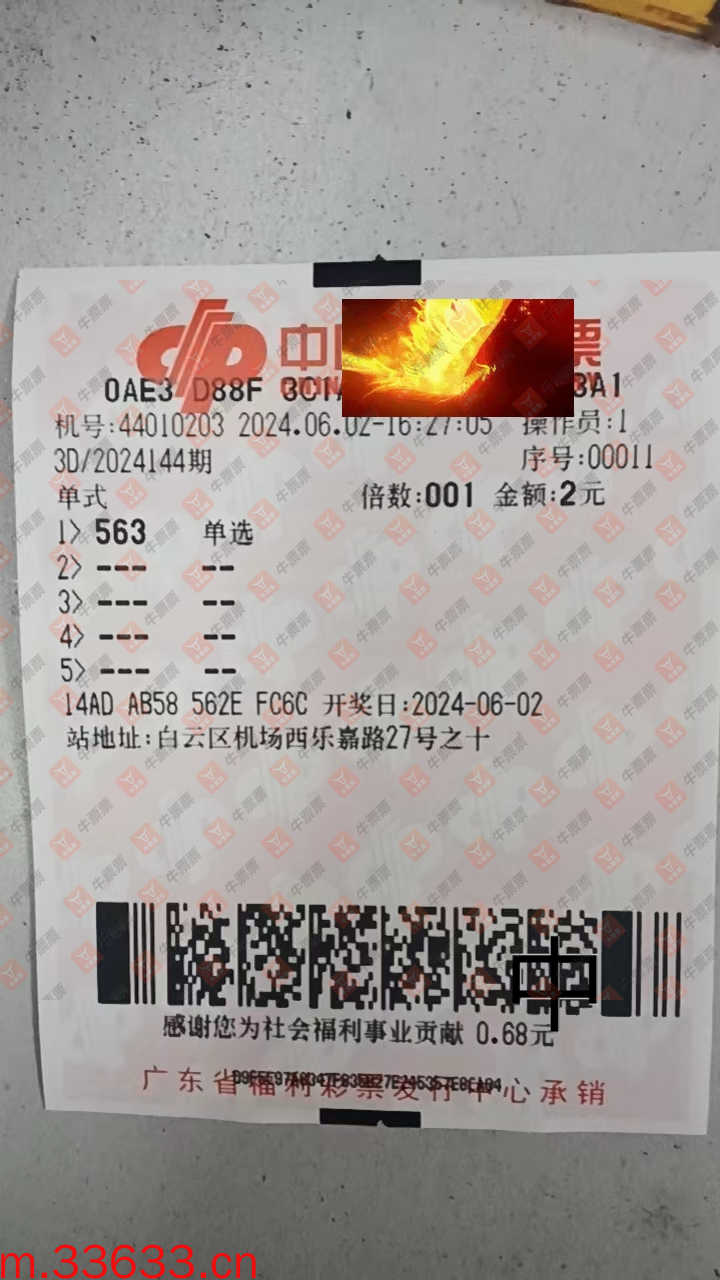 中 票
0AE3 D88F 3C1 3A1
机号:44010203 2024.06.02-16:27:05 操作员:1
3D/2024144期 序号:00011
单式 倍数:001 金额:2元
1> 563 单选
2> --- --
3> --- --
4> --- --
5> --- --
14AD AB58 562E FC6C 开奖日:2024-06-02
站地址:白云区机场西乐嘉路27号之十
中
感谢您为社会福利事业贡献 0.68元
广东省福利彩票发行中心承销
m.33633.cn
牛票票